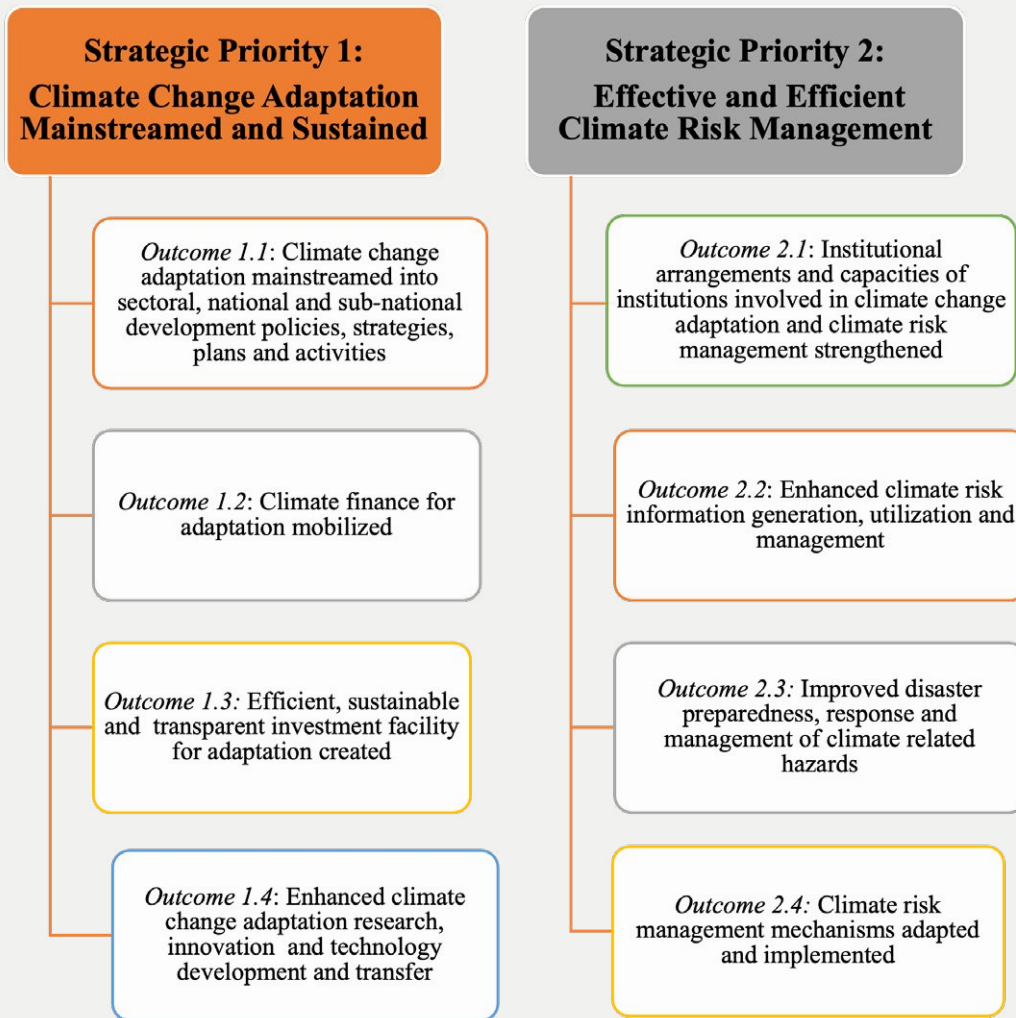 Strategic Priority 1:
Climate Change Adaptation
Mainstreamed and Sustained
Outcome 1.1: Climate change
adaptation mainstreamed into
sectoral, national and sub-national
development policies, strategies,
plans and activities
Outcome 1.2: Climate finance for
adaptation mobilized
Outcome 1.3: Efficient, sustainable
and transparent investment facility
for adaptation created
Outcome 1.4: Enhanced climate
change adaptation research,
innovation and technology
development and transfer
Strategic Priority 2:
Effective and Efficient
Climate Risk Management
Outcome 2.1: Institutional
arrangements and capacities of
institutions involved in climate change
adaptation and climate risk
management strengthened
Outcome 2.2: Enhanced climate risk
information generation, utilization and
management
Outcome 2.3: Improved disaster
preparedness, response and
management of climate related
hazards
Outcome 2.4: Climate risk
management mechanisms adapted
and implemented